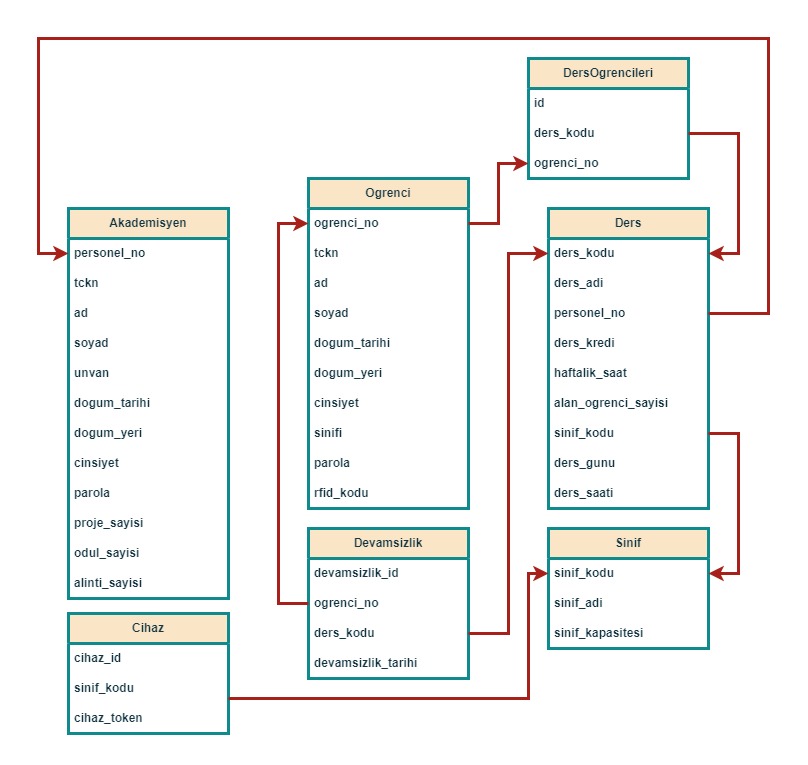 DersOgrencileri
id
ders_kodu
ogrenci_no
Ogrenci
ogrenci_no
tckn
ad
soyad
dogum_tarihi
dogum_yeri
cinsiyet
sinifi
parola
rfid_kodu
Akademisyen
personel_no
tckn
ad
soyad
unvan
dogum_tarihi
dogum_yeri
cinsiyet
parola
proje_sayisi
odul_sayisi
alinti_sayisi
Ders
ders_kodu
ders_adi
personel_no
ders_kredi
haftalik_saat
alan_ogrenci_sayisi
sinif_kodu
ders_gunu
ders_saati
Devamsizlik
devamsizlik_id
ogrenci_no
ders_kodu
devamsizlik_tarihi
Sinif
sinif_kodu
sinif_adi
sinif_kapasitesi
Cihaz
cihaz_id
sinif_kodu
cihaz_token